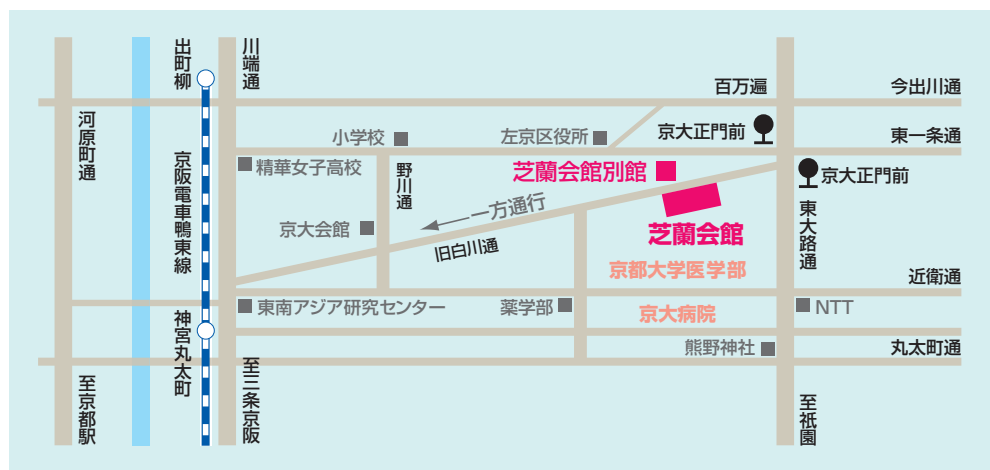 出町柳
川端通
百万遍
今出川通
河原町通
小学校
左京区役所
京大正門前
東一条通
京阪電車鴨東線
精華女子高校
野川通
芝蘭会館別館
京大正門前
一方通行
京大会館
旧白川通
芝蘭会館
東大路通
京都大学医学部
近衛通
東南アジア研究センター
薬学部
京大病院
NTT
神宮丸太町
熊野神社
丸太町通
至京都駅
至三条京阪
至祇園